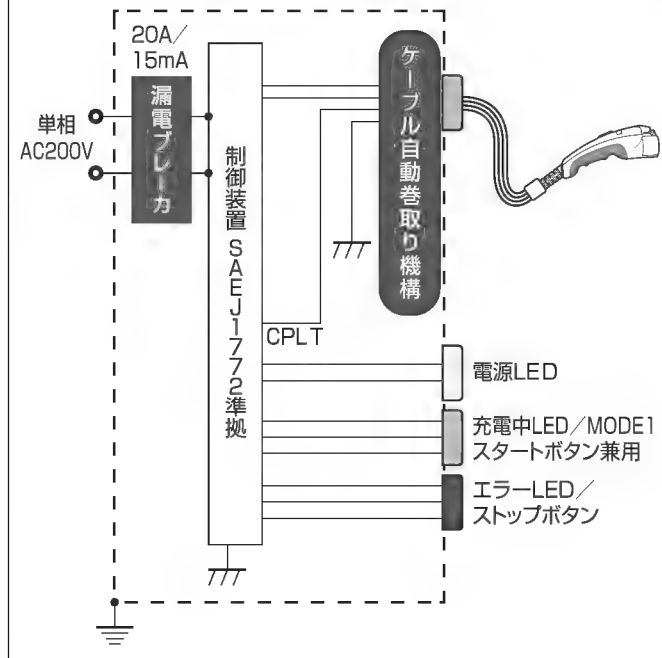 20A/
15mA
漏電ブレーカ
単相
AC200V
制御装置 SAEJ1772準拠
ケーブル自動巻取り機構
CPLT
電源LED
充電中LED/MODE1
スタートボタン兼用
エラーLED/
ストップボタン